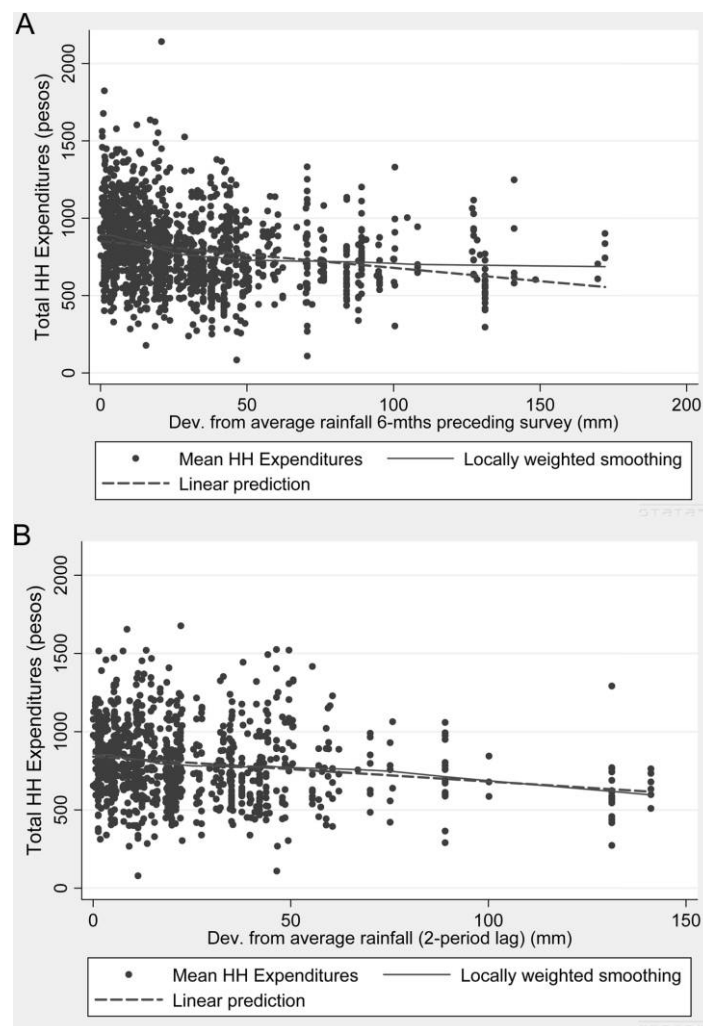 A
Total HH Expenditures (pesos)
2000
1500
1000
500
0
0 50 100 150 200
Dev. from average rainfall 6-mths preceding survey (mm)
Mean HH Expenditures Locally weighted smoothing
Linear prediction
B
Total HH Expenditures (pesos)
2000
1500
1000
500
0
0 50 100 150
Dev. from average rainfall (2-period lag) (mm)
Mean HH Expenditures Locally weighted smoothing
Linear prediction